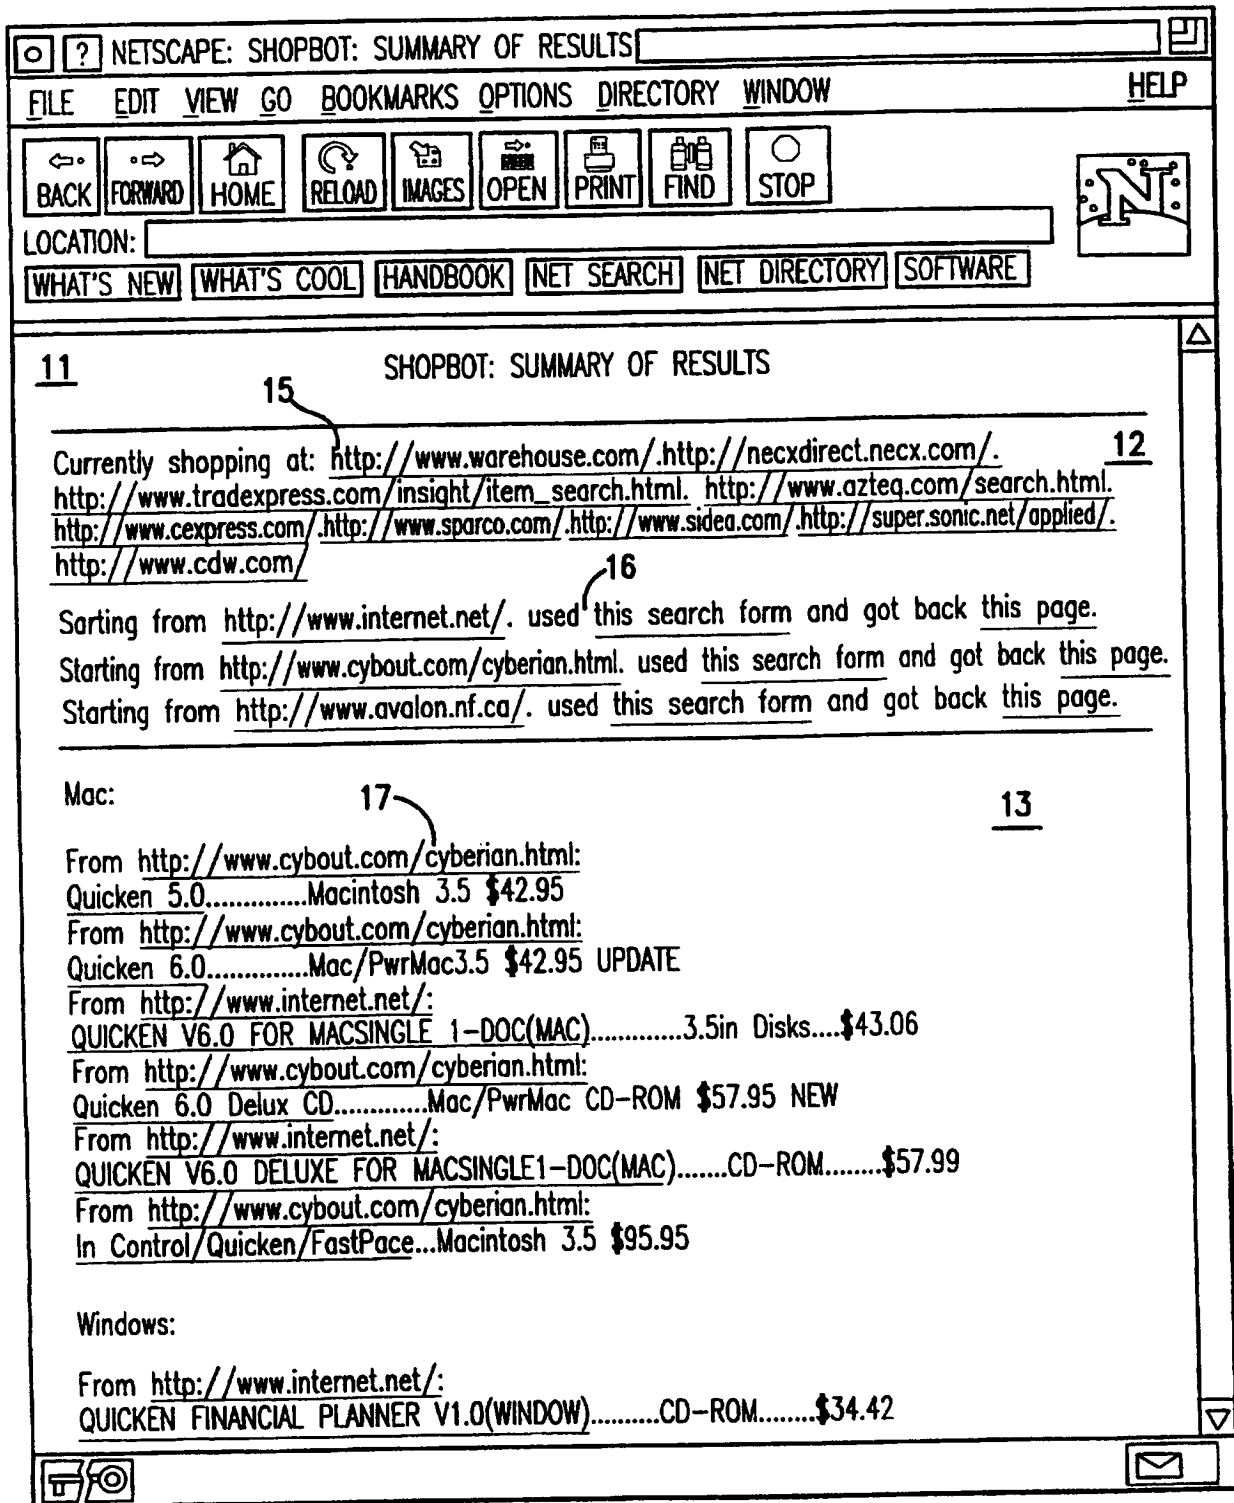 ? NETSCAPE: SHOPBOT: SUMMARY OF RESULTS
FILE EDIT VIEW GO BOOKMARKS OPTIONS DIRECTORY WINDOW HELP
BACK FORWARD HOME RELOAD IMAGES OPEN PRINT FIND STOP N
LOCATION:
WHAT'S NEW WHAT'S COOL HANDBOOK NET SEARCH NET DIRECTORY SOFTWARE
11 SHOPBOT: SUMMARY OF RESULTS
15
Currently shopping at: http://www.warehouse.com/.http://necxdirect.necx.com/. 12
http://www.tradexpress.com/insight/item_search.html. http://www.azteq.com/search.html.
http://www.cexpress.com/.http://www.sparco.com/.http://www.sidea.com/.http://super.sonic.net/applied/.
http://www.cdw.com/
16
Sarting from http://www.internet.net/. used this search form and got back this page.
Starting from http://www.cybout.com/cyberian.html. used this search form and got back this page.
Starting from http://www.avalon.nf.ca/. used this search form and got back this page.
Mac: 17 13
From http://www.cybout.com/cyberian.html:
Quicken 5.0..............Macintosh 3.5 $42.95
From http://www.cybout.com/cyberian.html:
Quicken 6.0..............Mac/PwrMac3.5 $42.95 UPDATE
From http://www.internet.net/:
QUICKEN V6.0 FOR MACSINGLE 1-DOC(MAC).............3.5in Disks....$43.06
From http://www.cybout.com/cyberian.html:
Quicken 6.0 Delux CD.............Mac/PwrMac CD-ROM $57.95 NEW
From http://www.internet.net/:
QUICKEN V6.0 DELUXE FOR MACSINGLE1-DOC(MAC).......CD-ROM........$57.99
From http://www.cybout.com/cyberian.html:
In Control/Quicken/FastPace...Macintosh 3.5 $95.95
Windows:
From http://www.internet.net/:
QUICKEN FINANCIAL PLANNER V1.0(WINDOW)..........CD-ROM........$34.42